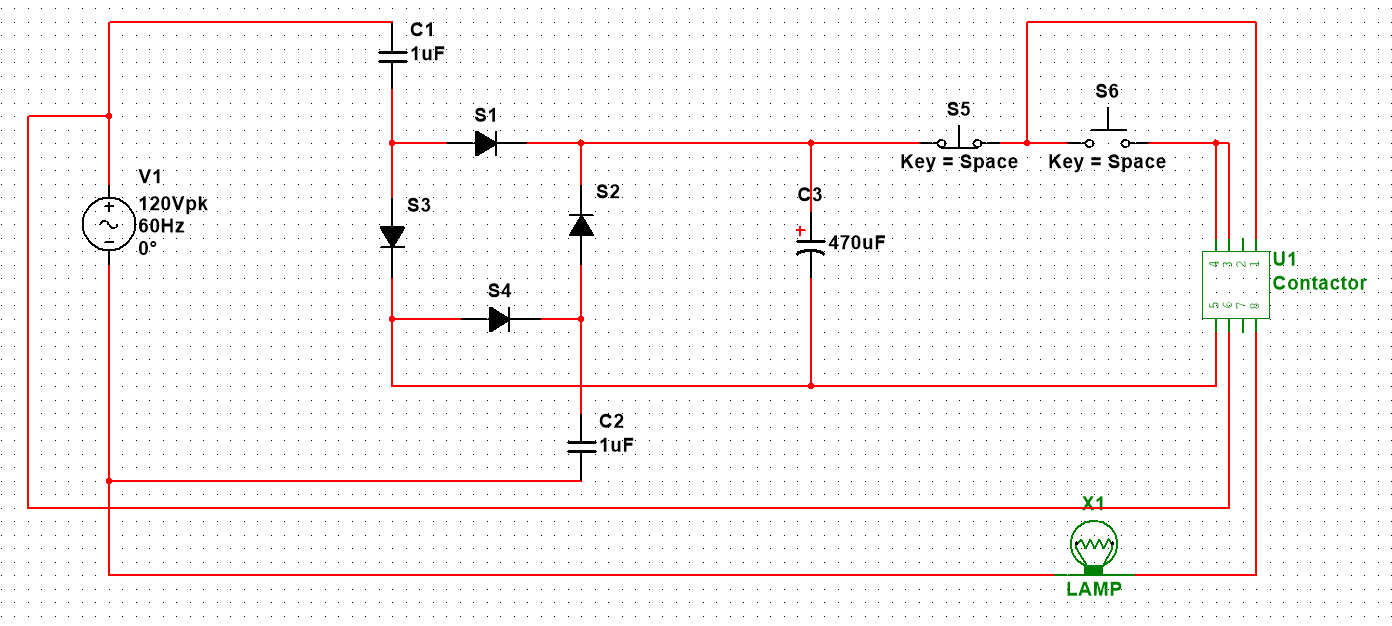 C1
1uF
S1
S5
S6
Key = Space
Key = Space
V1
120Vpk
60Hz
0°
S3
S2
C3
+
470uF
4 3 2 1
U1
Contactor
5 6 7 8
S4
C2
1uF
X1
LAMP